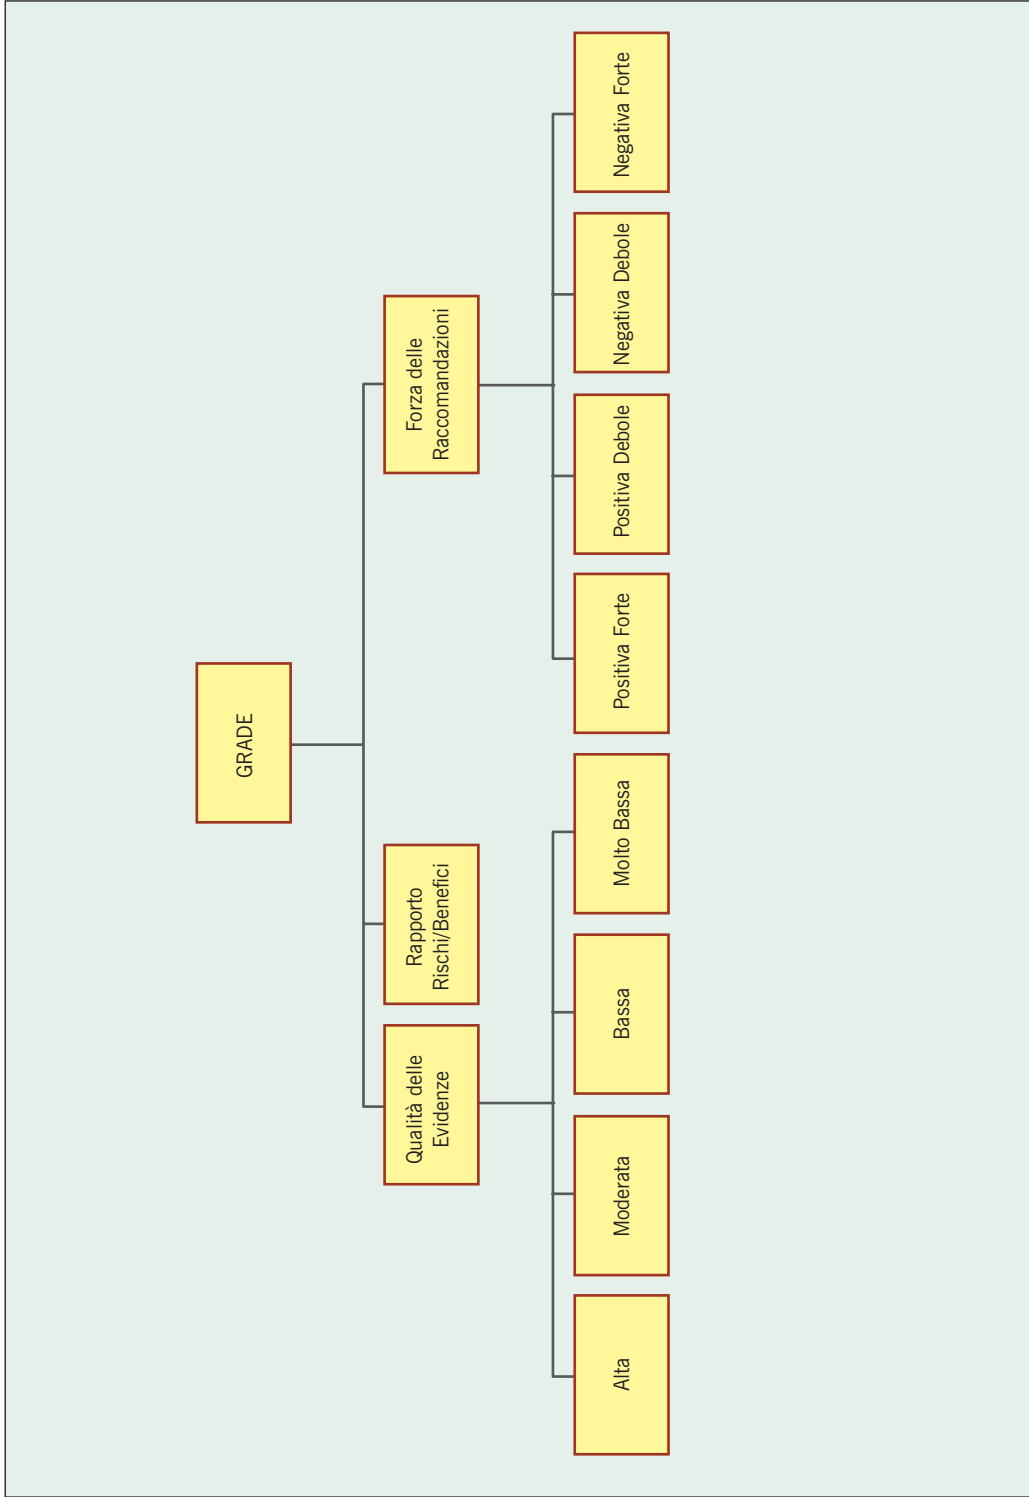 GRADE
Qualità delle
Evidenze
Rapporto
Rischi/Benefici
Forza delle
Raccomandazioni
Alta
Moderata
Bassa
Molto Bassa
Positiva Forte
Positiva Debole
Negativa Debole
Negativa Forte